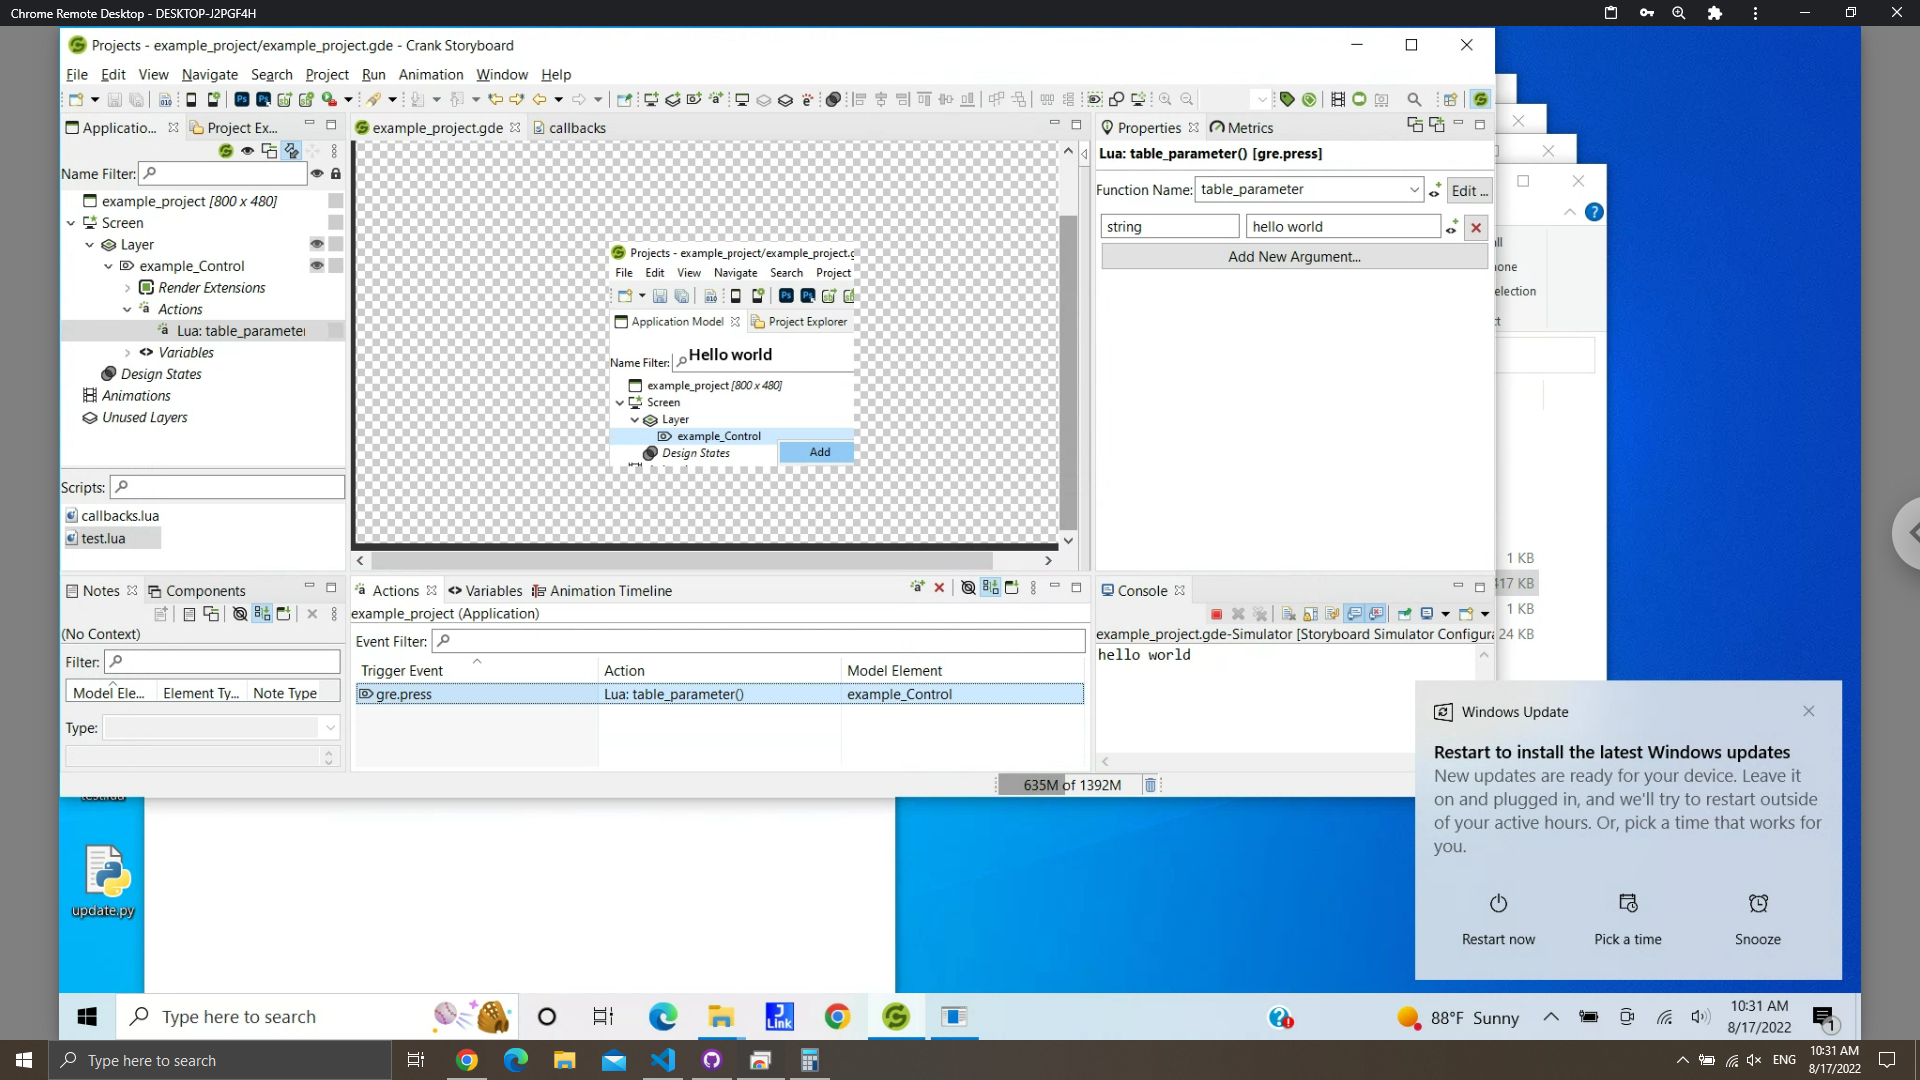 Chrome Remote Desktop - DESKTOP-J2PGF4H
Projects - example_project/example_project.gde - Crank Storyboard
File Edit View Navigate Search Project Run Animation Window Help
Applicatio... Project Ex...
Name Filter:
example_project [800 x 480]
Screen
Layer
example_Control
Render Extensions
Actions
Lua: table_parameter
Variables
Design States
Animations
Unused Layers
Scripts:
callbacks.lua
test.lua
example_project.gde callbacks
Projects - example_project/example_project.g
File Edit View Navigate Search Project
Application Model Project Explorer
Hello world
Name Filter:
example_project [800 x 480]
Screen
Layer
example_Control
Design States
Add
Properties Metrics
Lua: table_parameter() [gre.press]
Function Name: table_parameter Edit ...
string hello world
Add New Argument...
one
election
1 KB
417 KB
1 KB
24 KB
Notes Components
(No Context)
Filter:
Model Ele... Element Ty... Note Type
Type:
Actions Variables Animation Timeline
example_project (Application)
Event Filter:
Trigger Event Action Model Element
gre.press Lua: table_parameter() example_Control
Console
example_project.gde-Simulator [Storyboard Simulator Configura
hello world
635M of 1392M
Windows Update
Restart to install the latest Windows updates
New updates are ready for your device. Leave it
on and plugged in, and we'll try to restart outside
of your active hours. Or, pick a time that works for
you.
Restart now Pick a time Snooze
update.py
Type here to search
J
Link
88°F Sunny
10:31 AM
8/17/2022
1
Type here to search
ENG
10:31 AM
8/17/2022